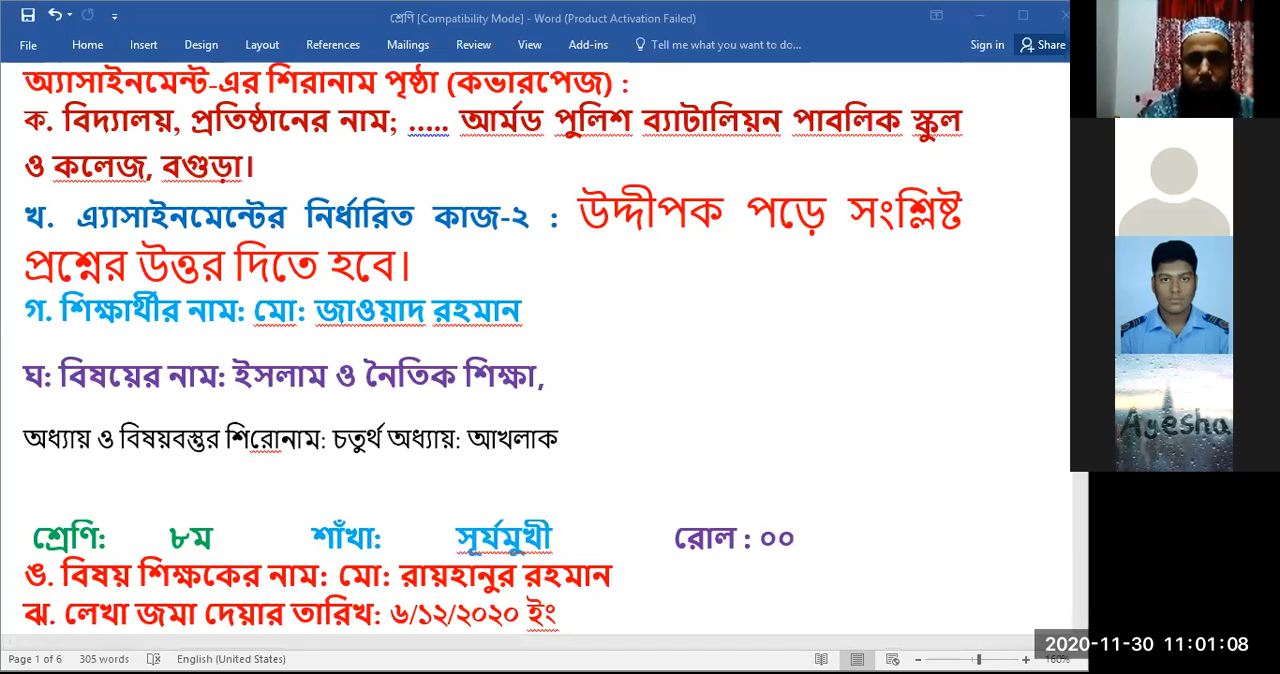 শ্রেণি [Compatibility Mode] - Word (Product Activation Failed)
File Home Insert Design Layout References Mailings Review View Add-ins Tell me what you want to do... Sign in Share
অ্যাসাইনমেন্ট-এর শিরানাম পৃষ্ঠা (কভারপেজ) :
ক. বিদ্যালয়, প্রতিষ্ঠানের নাম; ..... আর্মড পুলিশ ব্যাটালিয়ন পাবলিক স্কুল
ও কলেজ, বগুড়া।
খ. এ্যাসাইনমেন্টের নির্ধারিত কাজ-২ : উদ্দীপক পড়ে সংশ্লিষ্ট
প্রশ্নের উত্তর দিতে হবে।
গ. শিক্ষার্থীর নাম: মো: জাওয়াদ রহমান
ঘ: বিষয়ের নাম: ইসলাম ও নৈতিক শিক্ষা,
অধ্যায় ও বিষয়বস্তুর শিরোনাম: চতুর্থ অধ্যায়: আখলাক
শ্রেণি: ৮ম শাঁখা: সূর্যমুখী রোল : ০০
ঙ. বিষয় শিক্ষকের নাম: মো: রায়হানুর রহমান
ঝ. লেখা জমা দেয়ার তারিখ: ৬/১২/২০২০ ইং
Page 1 of 6 305 words English (United States) 160%
Ayesha
2020-11-30 11:01:08